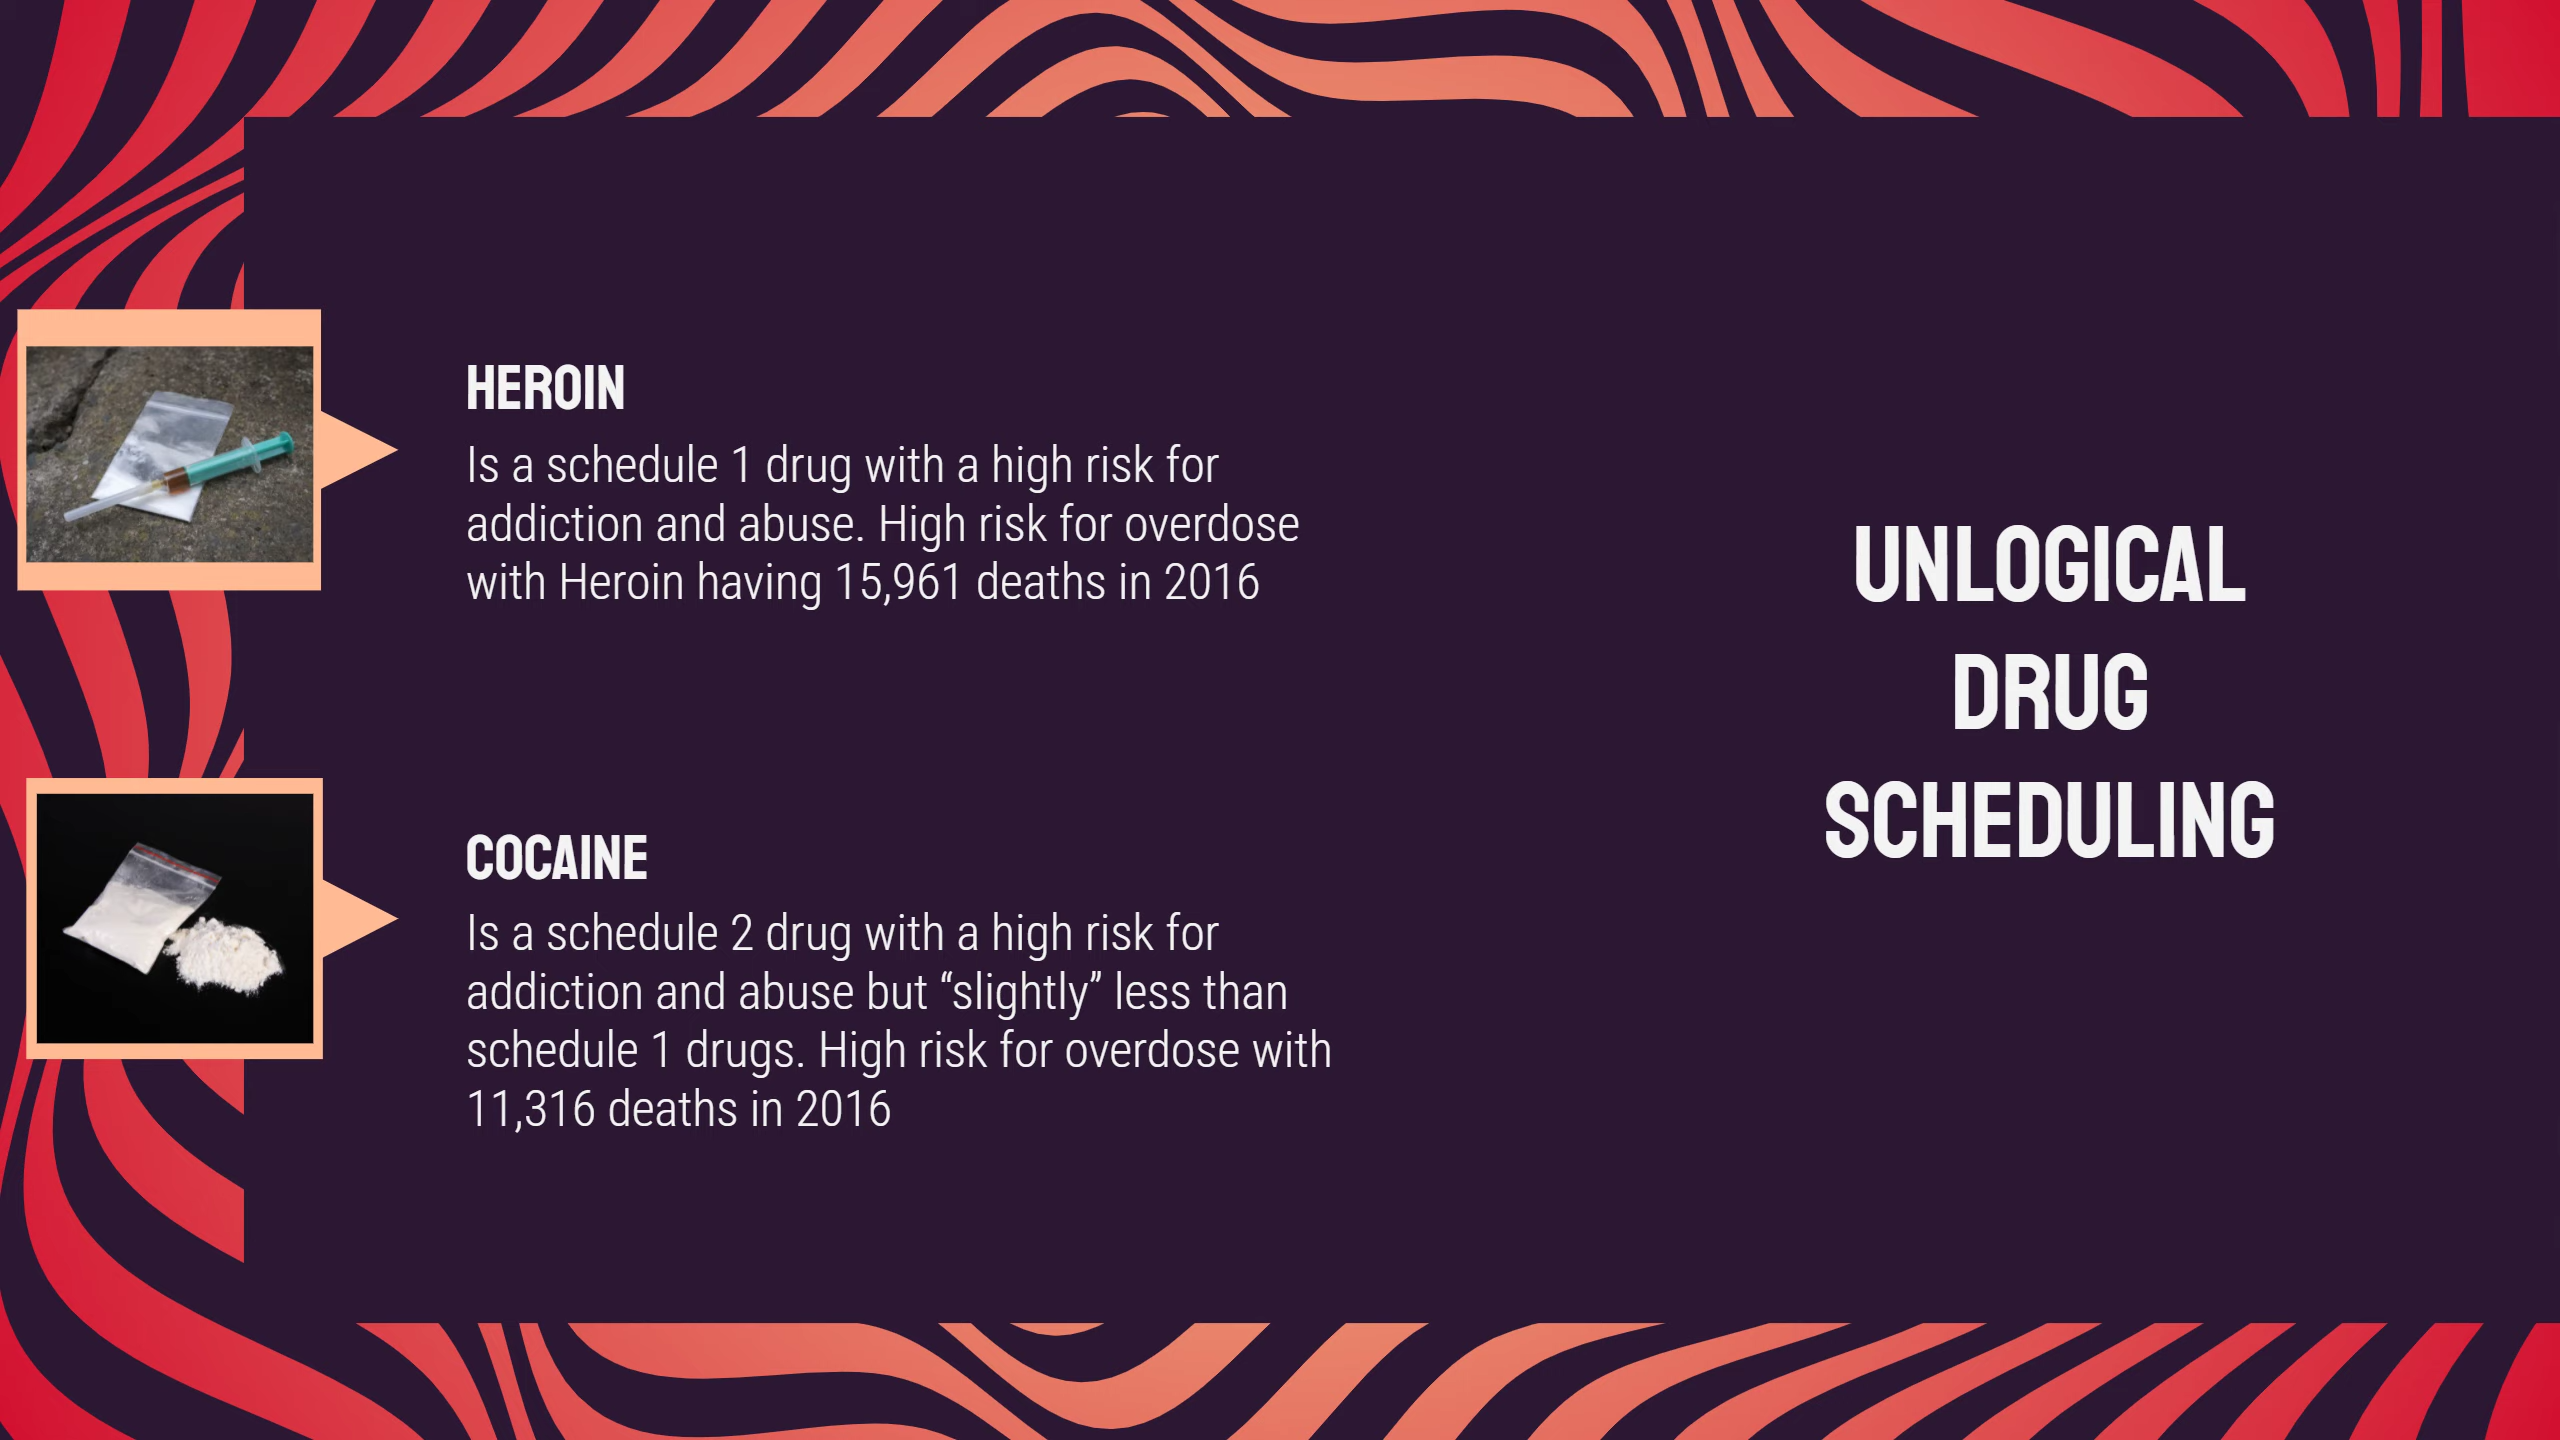 HEROIN
Is a schedule 1 drug with a high risk for
addiction and abuse. High risk for overdose
with Heroin having 15,961 deaths in 2016
COCAINE
Is a schedule 2 drug with a high risk for
addiction and abuse but “slightly” less than
schedule 1 drugs. High risk for overdose with
11,316 deaths in 2016
UNLOGICAL
DRUG
SCHEDULING